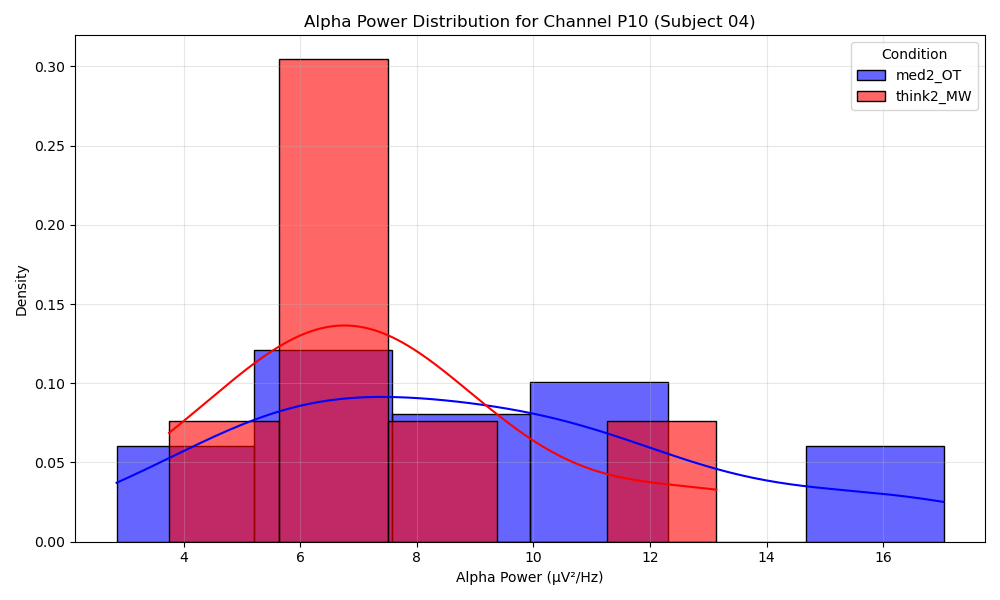 Alpha Power Distribution for Channel P10 (Subject 04)
Condition
med2_OT
think2_MW
0.30
0.25
0.20
0.15
0.10
0.05
0.00
Density
4 6 8 10 12 14 16
Alpha Power (μV²/Hz)